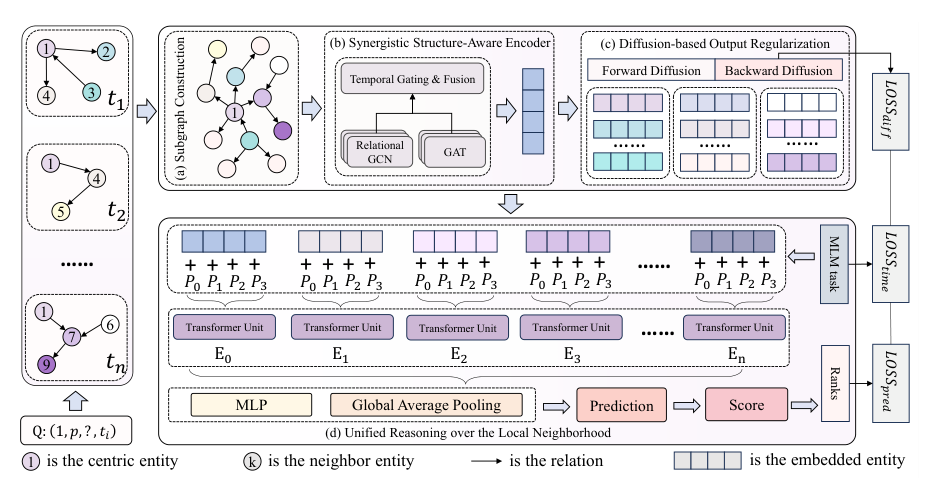 1
2
3
4
t1
1
4
5
t2
......
1
6
7
9
tn
Q: (1, p, ?, ti)
(a) Subgraph Construction
1
(b) Synergistic Structure-Aware Encoder
Temporal Gating & Fusion
Relational
GCN
GAT
(c) Diffusion-based Output Regularization
Forward Diffusion
Backward Diffusion
...... ...... ......
LOSSdiff
+ + + +
P0 P1 P2 P3
+ + + +
P0 P1 P2 P3
+ + + +
P0 P1 P2 P3
+ + + +
P0 P1 P2 P3
......
+ + + +
P0 P1 P2 P3
MLM task
LOSStime
Transformer Unit Transformer Unit Transformer Unit Transformer Unit ...... Transformer Unit
E0 E1 E2 E3 En
MLP
Global Average Pooling
Prediction
Score
Ranks
LOSSpred
(d) Unified Reasoning over the Local Neighborhood
1 is the centric entity
k is the neighbor entity
is the relation
is the embedded entity